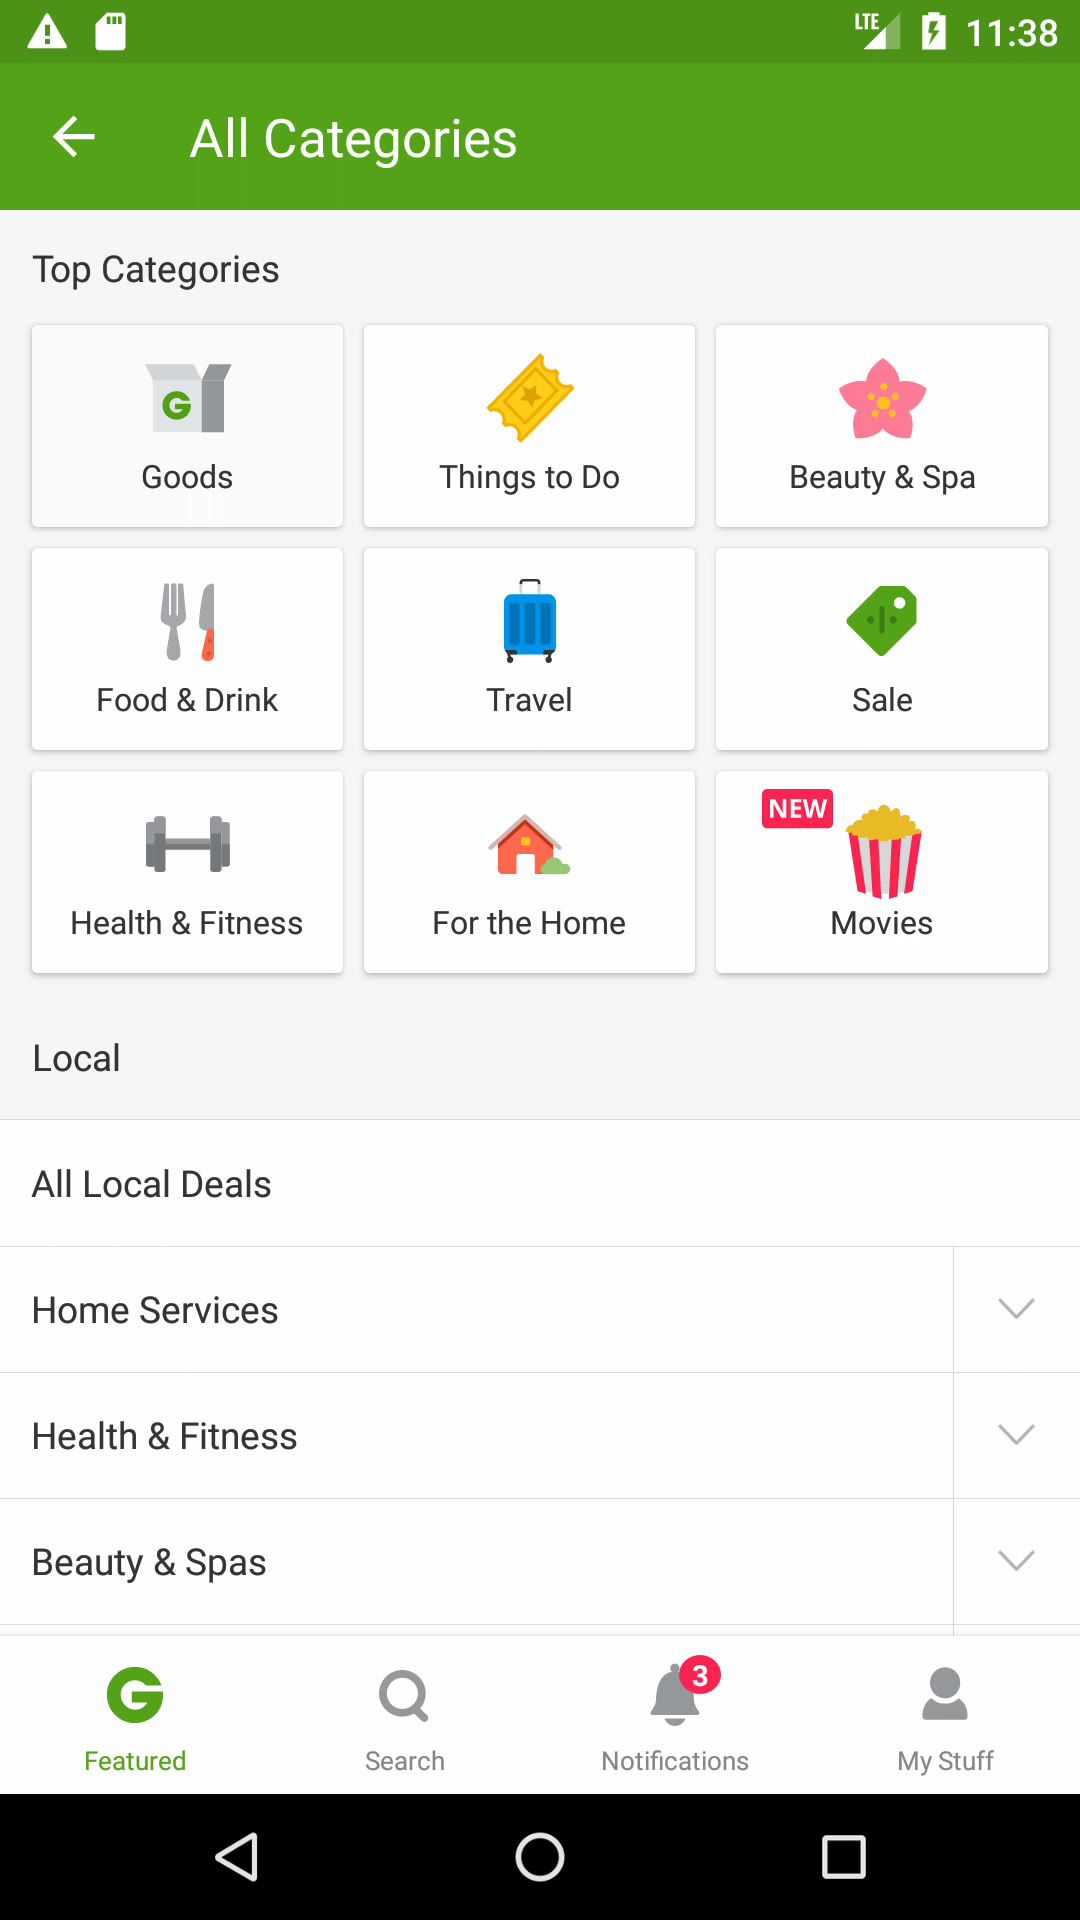 LTE 11:38
All Categories
Top Categories
Goods
Things to Do
Beauty & Spa
Food & Drink
Travel
Sale
Health & Fitness
For the Home
NEW
Movies
Local
All Local Deals
Home Services
Health & Fitness
Beauty & Spas
3
Featured
Search
Notifications
My Stuff